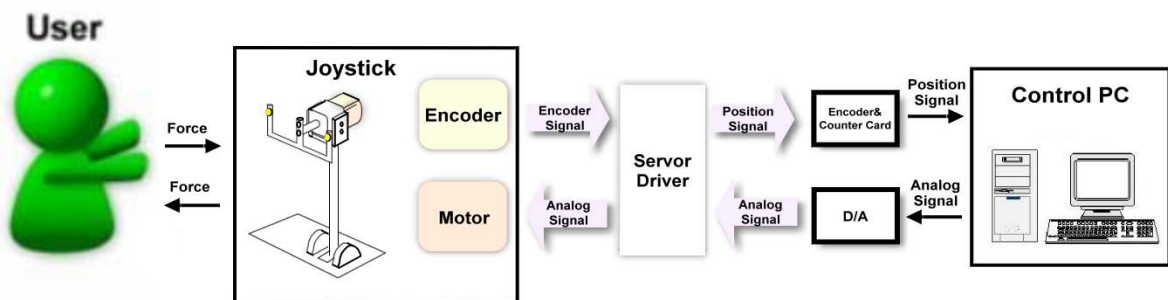 User
Force
Force
Joystick
Encoder
Motor
Encoder
Signal
Analog
Signal
Servor
Driver
Position
Signal
Analog
Signal
Encoder&
Counter Card
D/A
Position
Signal
Analog
Signal
Control PC